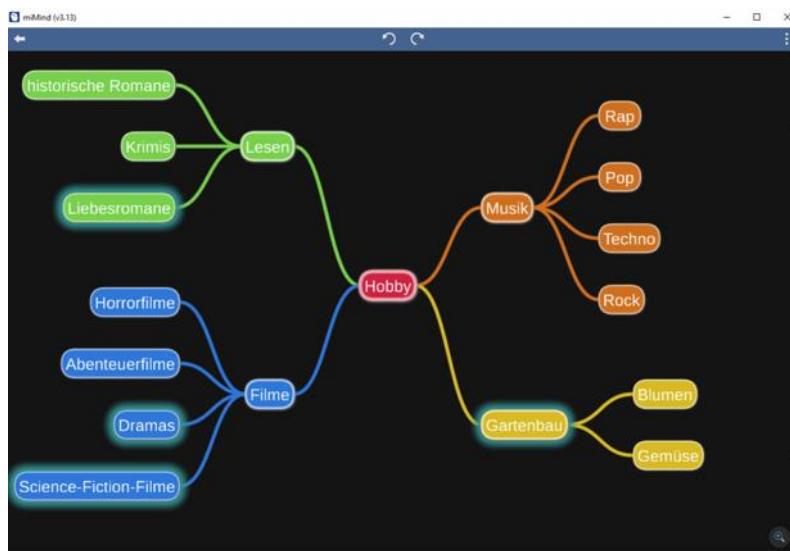 miMind (v3.13)
historische Romane
Krimis
Lesen
Liebesromane
Horrorfilme
Abenteuerfilme
Filme
Dramas
Science-Fiction-Filme
Hobby
Musik
Rap
Pop
Techno
Rock
Gartenbau
Blumen
Gemüse